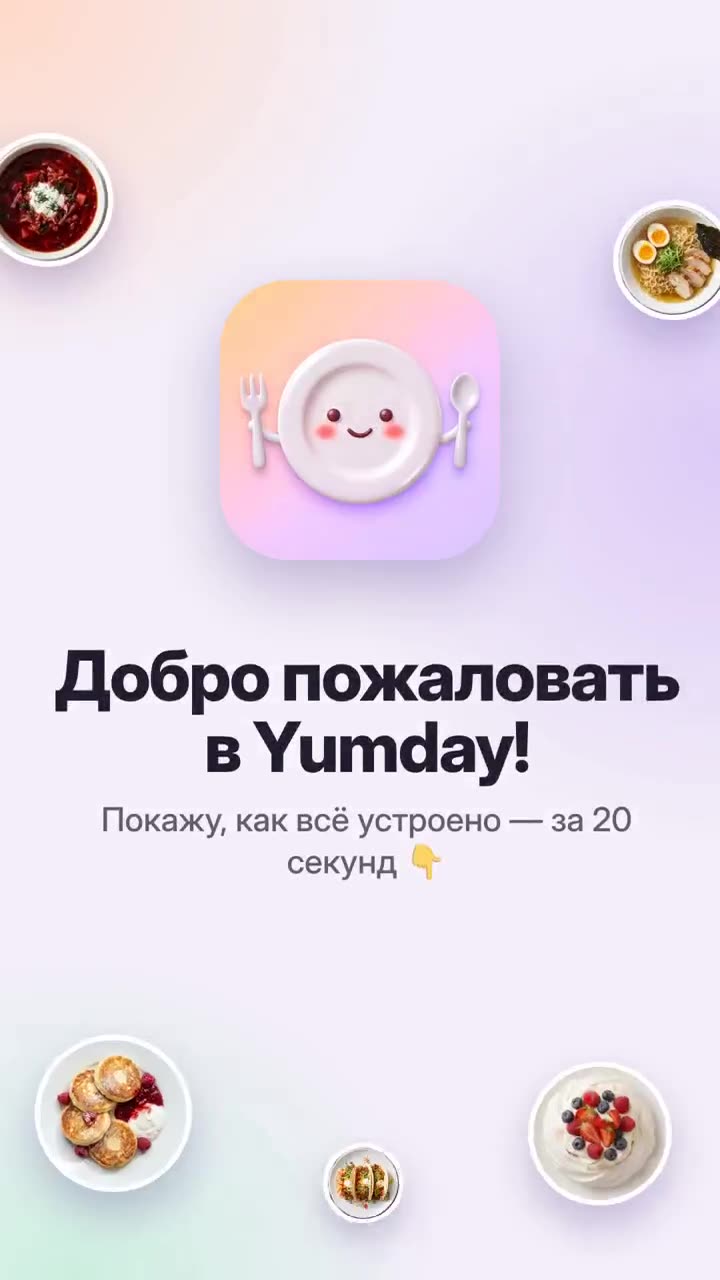 Добро пожаловать
в Yumday!
Покажу, как всё устроено — за 20
секунд 👇